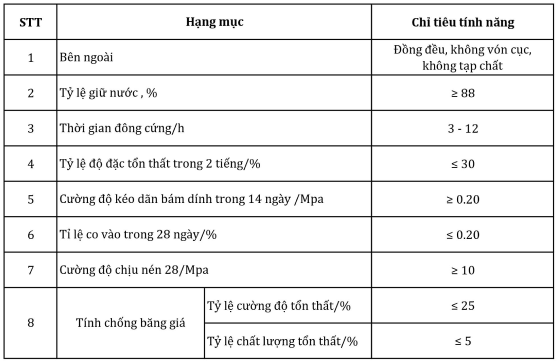 STT Hạng mục Chỉ tiêu tính năng
1 Bên ngoài Đồng đều, không vón cục,
không tạp chất
2 Tỷ lệ giữ nước , % ≥ 88
3 Thời gian đông cứng/h 3 - 12
4 Tỷ lệ độ đặc tổn thất trong 2 tiếng/% ≤ 30
5 Cường độ kéo dãn bám dính trong 14 ngày /Mpa ≥ 0.20
6 Tỉ lệ co vào trong 28 ngày/% ≤ 0.20
7 Cường độ chịu nén 28/Mpa ≥ 10
8 Tính chống băng giá Tỷ lệ cường độ tổn thất/% ≤ 25
Tỷ lệ chất lượng tổn thất/% ≤ 5